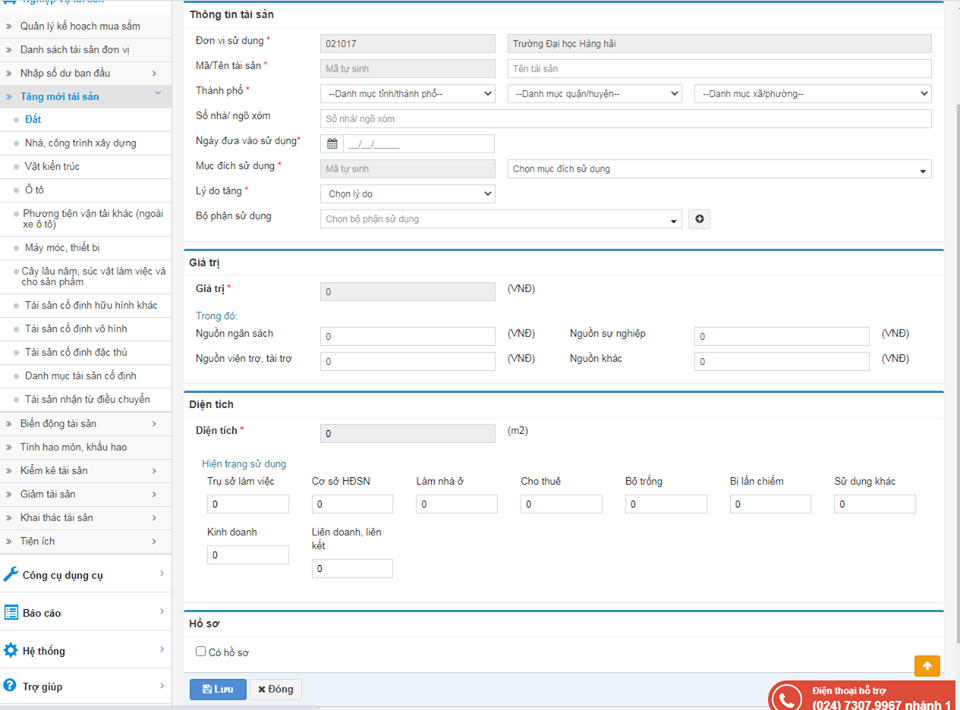 Nghiệp vụ tài sản
Quản lý kế hoạch mua sắm
Danh sách tài sản đơn vị
Nhập số dư ban đầu
Tăng mới tài sản
Đất
Nhà, công trình xây dựng
Vật kiến trúc
Ô tô
Phương tiện vận tải khác (ngoài
xe ô tô)
Máy móc, thiết bị
Cây lâu năm, súc vật làm việc và
cho sản phẩm
Tài sản cố định hữu hình khác
Tài sản cố định vô hình
Tài sản cố định đặc thù
Danh mục tài sản cố định
Tài sản nhận từ điều chuyển
Biến động tài sản
Tính hao mòn, khấu hao
Kiểm kê tài sản
Giảm tài sản
Khai thác tài sản
Tiện ích
Công cụ dụng cụ
Báo cáo
Hệ thống
Trợ giúp
Thông tin tài sản
Đơn vị sử dụng * 021017 Trường Đại học Hàng hải
Mã/Tên tài sản * Mã tự sinh Tên tài sản
Thành phố * --Danh mục tỉnh/thành phố-- --Danh mục quận/huyện-- --Danh mục xã/phường--
Số nhà/ ngõ xóm Số nhà/ ngõ xóm
Ngày đưa vào sử dụng* __/__/____
Mục đích sử dụng * Mã tự sinh Chọn mục đích sử dụng
Lý do tăng * Chọn lý do
Bộ phận sử dụng Chọn bộ phận sử dụng
Giá trị
Giá trị * 0 (VNĐ)
Trong đó:
Nguồn ngân sách 0 (VNĐ) Nguồn sự nghiệp 0 (VNĐ)
Nguồn viện trợ, tài trợ 0 (VNĐ) Nguồn khác 0 (VNĐ)
Diện tích
Diện tích * 0 (m2)
Hiện trạng sử dụng
Trụ sở làm việc Cơ sở HĐSN Làm nhà ở Cho thuê Bỏ trống Bị lấn chiếm Sử dụng khác
0 0 0 0 0 0 0
Kinh doanh Liên doanh, liên
kết
0 0
Hồ sơ
Có hồ sơ
Lưu Đóng
Điện thoại hỗ trợ
(024) 7307.9967 nhánh 1